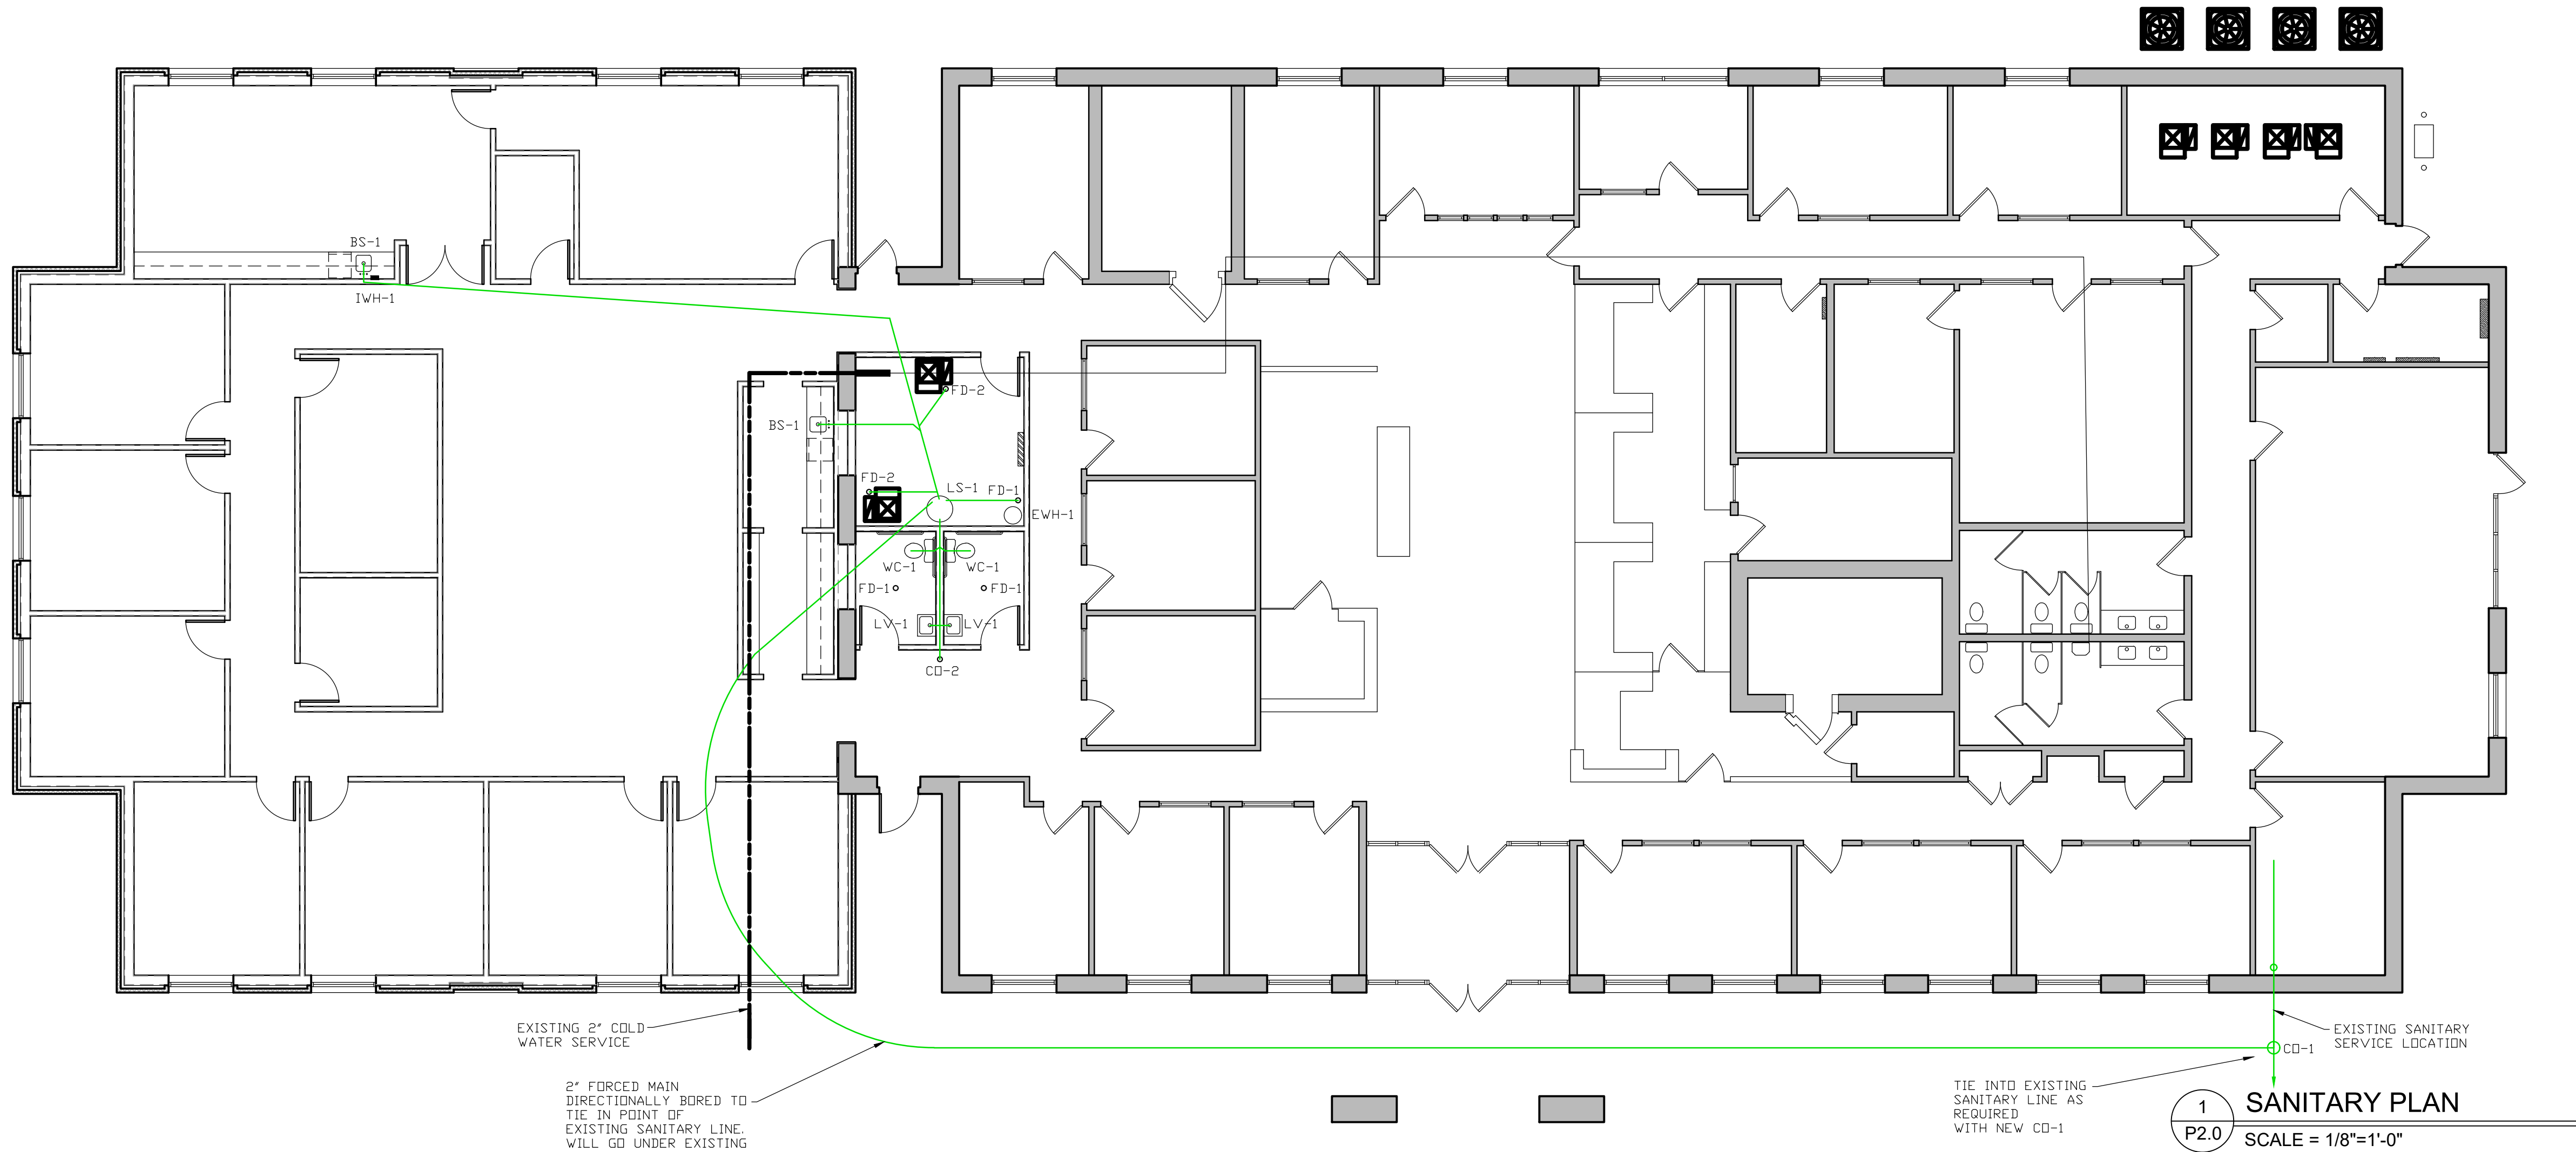 BS-1
IWH-1
FD-2
BS-1
FD-2
LS-1
FD-1
EWH-1
WC-1
WC-1
FD-1
FD-1
LV-1
LV-1
CO-2
EXISTING 2" COLD
WATER SERVICE
2" FORCED MAIN
DIRECTIONALLY BORED TO
TIE IN POINT OF
EXISTING SANITARY LINE.
WILL GO UNDER EXISTING
EXISTING SANITARY
SERVICE LOCATION
CO-1
TIE INTO EXISTING
SANITARY LINE AS
REQUIRED
WITH NEW CO-1
1
P2.0
SANITARY PLAN
SCALE = 1/8"=1'-0"